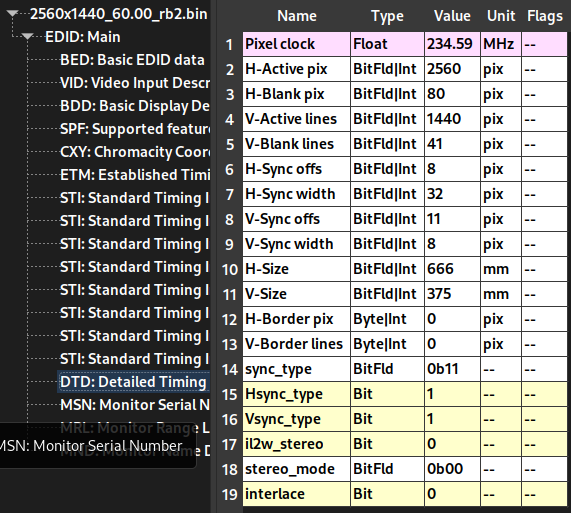 2560x1440_60.00_rb2.bin
EDID: Main
BED: Basic EDID data
VID: Video Input Descr
BDD: Basic Display De
SPF: Supported feature
CXY: Chromacity Coor
ETM: Established Timi
STI: Standard Timing I
STI: Standard Timing I
STI: Standard Timing I
STI: Standard Timing I
STI: Standard Timing I
STI: Standard Timing I
STI: Standard Timing I
STI: Standard Timing I
DTD: Detailed Timing
MSN: Monitor Serial N
MRL: Monitor Range L
MSN: Monitor Serial Number
MND: Monitor Name D
Name Type Value Unit Flags
1 Pixel clock Float 234.59 MHz --
2 H-Active pix BitFld|Int 2560 pix --
3 H-Blank pix BitFld|Int 80 pix --
4 V-Active lines BitFld|Int 1440 pix --
5 V-Blank lines BitFld|Int 41 pix --
6 H-Sync offs BitFld|Int 8 pix --
7 H-Sync width BitFld|Int 32 pix --
8 V-Sync offs BitFld|Int 11 pix --
9 V-Sync width BitFld|Int 8 pix --
10 H-Size BitFld|Int 666 mm --
11 V-Size BitFld|Int 375 mm --
12 H-Border pix Byte|Int 0 pix --
13 V-Border lines Byte|Int 0 pix --
14 sync_type BitFld 0b11 -- --
15 Hsync_type Bit 1 -- --
16 Vsync_type Bit 1 -- --
17 il2w_stereo Bit 0 -- --
18 stereo_mode BitFld 0b00 -- --
19 interlace Bit 0 -- --